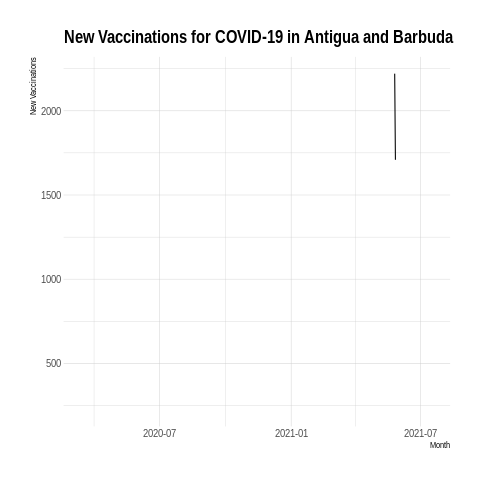 New Vaccinations for COVID-19 in Antigua and Barbuda
New Vaccinations
2000
1500
1000
500
2020-07 2021-01 2021-07
Month